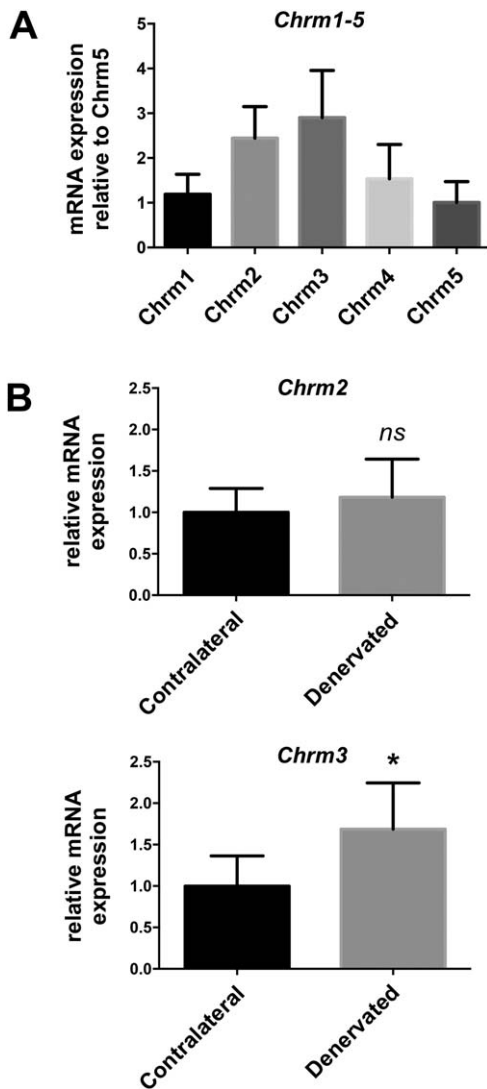 A
Chrm1-5
mRNA expression
relative to Chrm5
5
4
3
2
1
0
Chrm1
Chrm2
Chrm3
Chrm4
Chrm5
B
Chrm2
relative mRNA
expression
2.5
2.0
1.5
1.0
0.5
0.0
ns
Contralateral
Denervated
Chrm3
relative mRNA
expression
2.5
2.0
1.5
1.0
0.5
0.0
*
Contralateral
Denervated